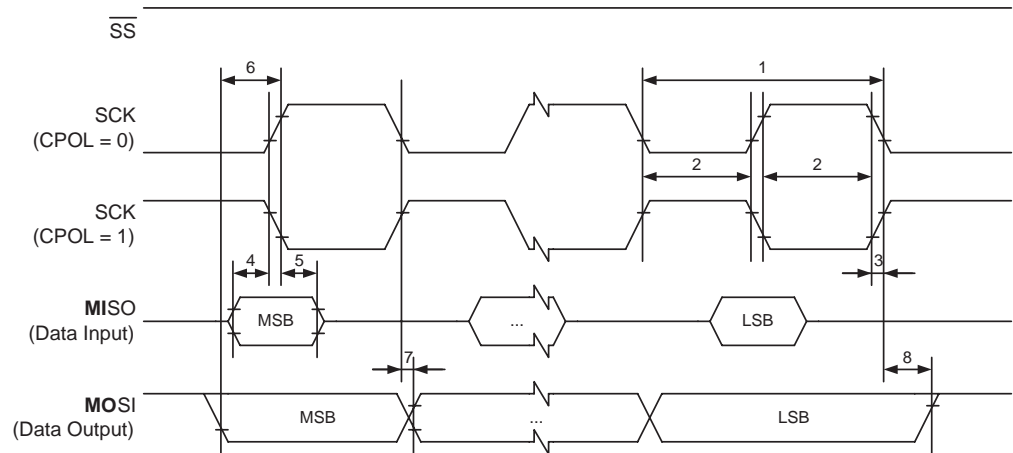 SS
6
1
SCK
(CPOL = 0)
2
2
SCK
(CPOL = 1)
4
5
3
MISO
(Data Input)
MSB
...
LSB
7
8
MOSI
(Data Output)
MSB
...
LSB